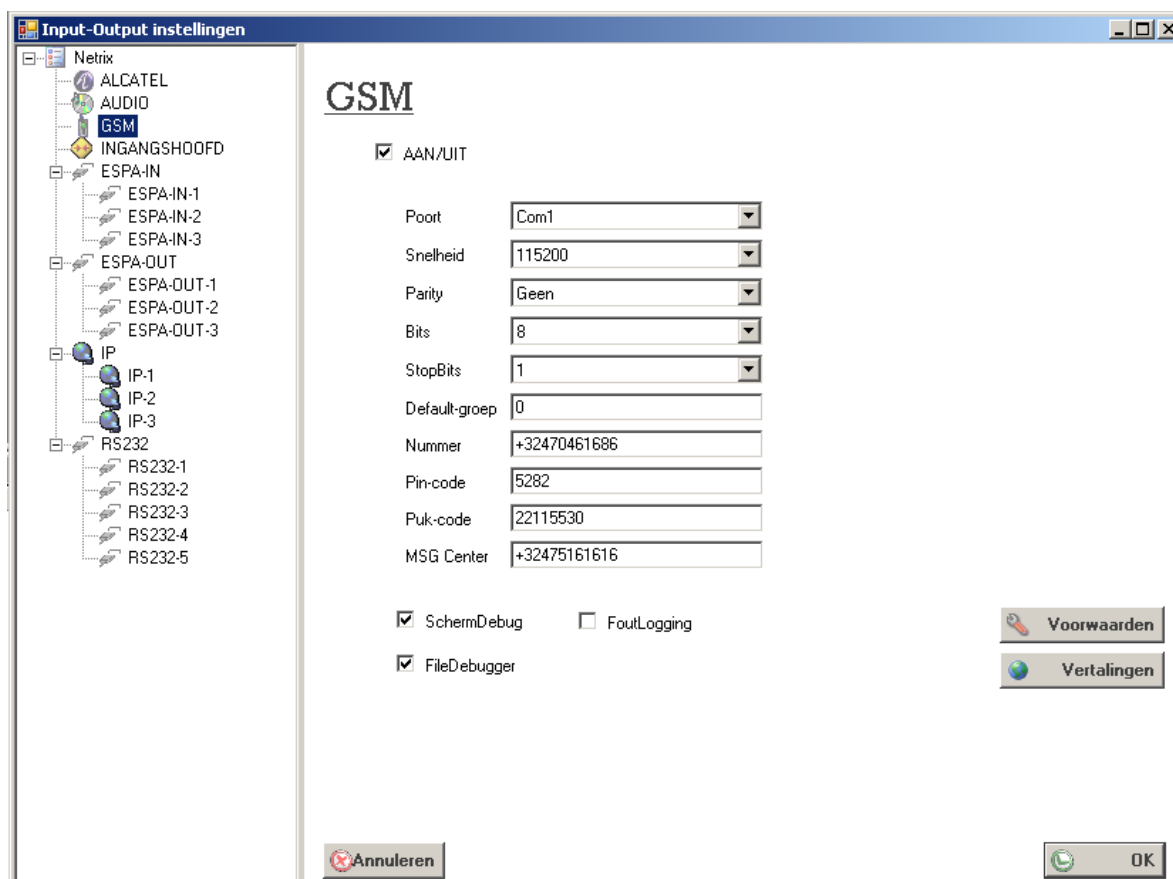 Input-Output instellingen
Netrix
ALCATEL
AUDIO
GSM
INGANGSHOOFD
ESPA-IN
ESPA-IN-1
ESPA-IN-2
ESPA-IN-3
ESPA-OUT
ESPA-OUT-1
ESPA-OUT-2
ESPA-OUT-3
IP
IP-1
IP-2
IP-3
RS232
RS232-1
RS232-2
RS232-3
RS232-4
RS232-5
GSM
AAN/UIT
Poort Com1
Snelheid 115200
Parity Geen
Bits 8
StopBits 1
Default-groep 0
Nummer +32470461686
Pin-code 5282
Puk-code 22115530
MSG Center +32475161616
SchermDebug FoutLogging
FileDebugger
Voorwaarden
Vertalingen
Annuleren
OK